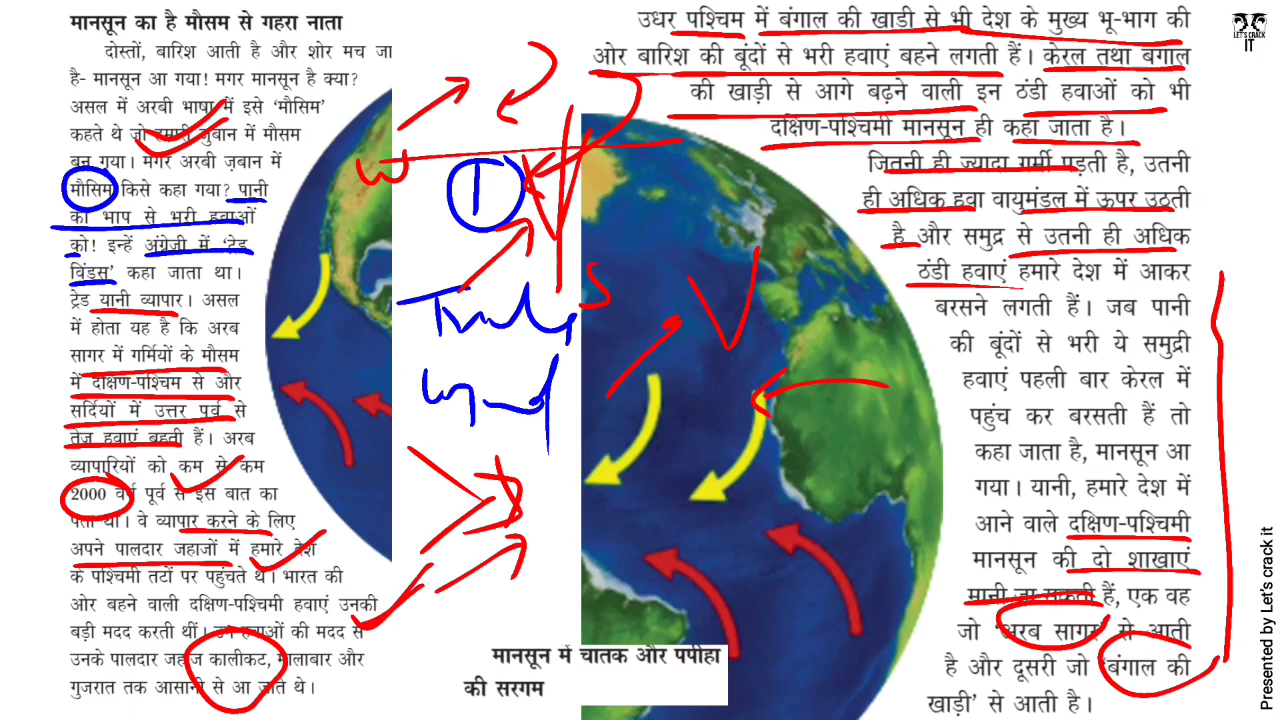 मानसून का है मौसम से गहरा नाता
दोस्तों, बारिश आती है और शोर मच जा
है- मानसून आ गया! मगर मानसून है क्या?
असल में अरबी भाषा में इसे 'मौसिम'
कहते थे जो हमारी ज़ुबान में मौसम
बन गया। मगर अरबी ज़बान में
मौसिम किसे कहा गया? पानी
की भाप से भरी हवाओं
को! इन्हें अंग्रेजी में 'ट्रेड
विंडस' कहा जाता था।
ट्रेड यानी व्यापार। असल
में होता यह है कि अरब
सागर में गर्मियों के मौसम
में दक्षिण-पश्चिम से और
सर्दियों में उत्तर पूर्व से
तेज हवाएं बहती हैं। अरब
व्यापारियों को कम से कम
2000 वर्ष पूर्व से इस बात का
पता था। वे व्यापार करने के लिए
अपने पालदार जहाजों में हमारे देश
के पश्चिमी तटों पर पहुंचते थे। भारत की
ओर बहने वाली दक्षिण-पश्चिमी हवाएं उनकी
बड़ी मदद करती थीं। हवाओं की मदद से
उनके पालदार जहाज कालीकट, मालाबार और
गुजरात तक आसानी से आ जाते थे।
W
1
S
Trade
wind
मानसून में चातक और पपीहा
की सरगम
उधर पश्चिम में बंगाल की खाडी से भी देश के मुख्य भू-भाग की
ओर बारिश की बूंदों से भरी हवाएं बहने लगती हैं। केरल तथा बंगाल
की खाड़ी से आगे बढ़ने वाली इन ठंडी हवाओं को भी
दक्षिण-पश्चिमी मानसून ही कहा जाता है।
जितनी ही ज्यादा गर्मी पड़ती है, उतनी
ही अधिक हवा वायुमंडल में ऊपर उठती
है और समुद्र से उतनी ही अधिक
ठंडी हवाएं हमारे देश में आकर
बरसने लगती हैं। जब पानी
की बूंदों से भरी ये समुद्री
हवाएं पहली बार केरल में
पहुंच कर बरसती हैं तो
कहा जाता है, मानसून आ
गया। यानी, हमारे देश में
आने वाले दक्षिण-पश्चिमी
मानसून की दो शाखाएं
मानी जा सकती हैं, एक वह
जो 'अरब सागर' से आती
है और दूसरी जो 'बंगाल की
खाड़ी' से आती है।
LET'S CRACK
IT
Presented by Let's crack it